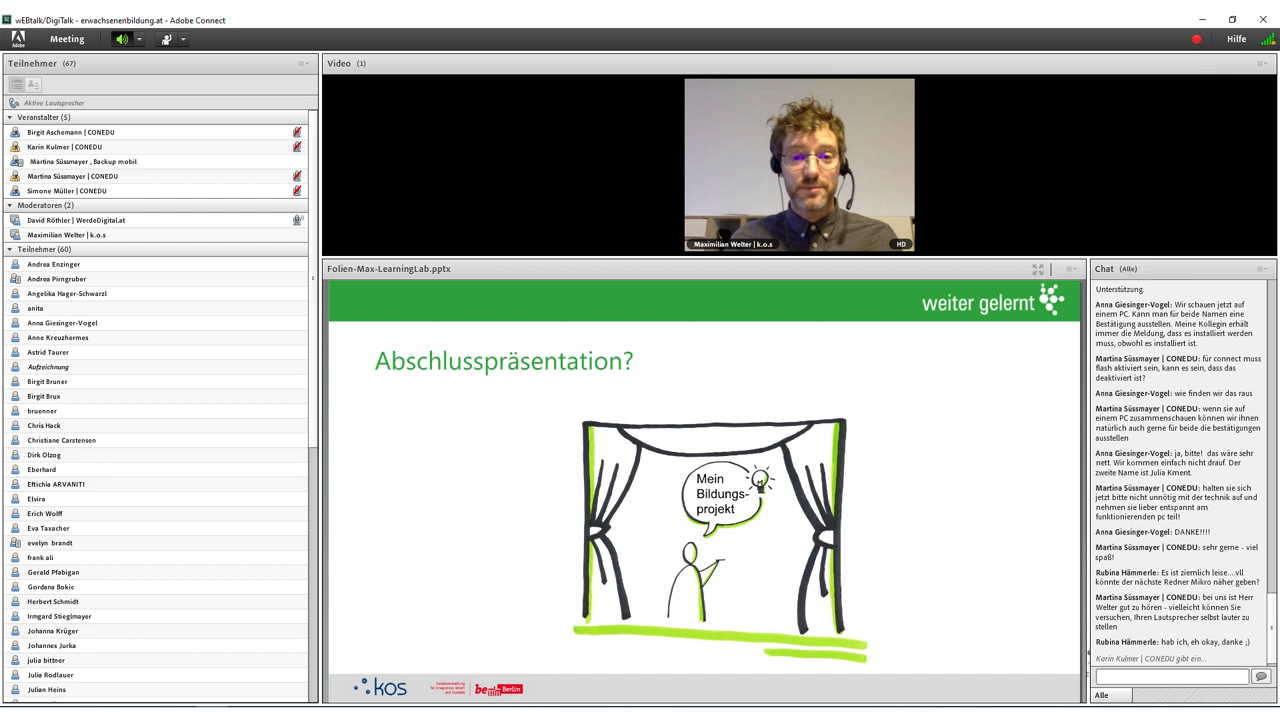 wEBtalk/DigiTalk - erwachsenenbildung.at - Adobe Connect
Adobe
Meeting
Hilfe
Teilnehmer (67)
Aktive Lautsprecher
Veranstalter (5)
Birgit Aschemann | CONEDU
Karin Kulmer | CONEDU
Martina Süssmayer , Backup mobil
Martina Süssmayer | CONEDU
Simone Müller | CONEDU
Moderatoren (2)
David Röthler | WerdeDigital.at
Maximilian Welter | k.o.s
Teilnehmer (60)
Andrea Enzinger
Andrea Pirngruber
Angelika Hager-Schwarzl
anita
Anna Giesinger-Vogel
Anne Kreuzhermes
Astrid Taurer
Aufzeichnung
Birgit Bruner
Birgit Brux
bruenner
Chris Hack
Christiane Carstensen
Dirk Olzog
Eberhard
Eftichia ARVANITI
Elvira
Erich Wolff
Eva Taxacher
evelyn brandt
frank ali
Gerald Pfabigan
Gordana Bokic
Herbert Schmidt
Irmgard Stieglmayer
Johanna Krüger
Johannes Jurka
julia bittner
Julia Rodlauer
Julian Heins
Video (1)
Maximilian Welter | k.o.s
HD
Folien-Max-LearningLab.pptx
weiter gelernt
Abschlusspräsentation?
Mein
Bildungs-
projekt
kos
be Berlin
Chat (Alle)
Unterstützung.
Anna Giesinger-Vogel: Wir schauen jetzt auf
einem PC. Kann man für beide Namen eine
Bestätigung ausstellen. Meine Kollegin erhält
immer die Meldung, dass es installiert werden
muss, obwohl es installiert ist.
Martina Süssmayer | CONEDU: für connect muss
flash aktiviert sein, kann es sein, dass das
deaktiviert ist?
Anna Giesinger-Vogel: wie finden wir das raus
Martina Süssmayer | CONEDU: wenn sie auf
einem PC zusammenschauen können wir ihnen
natürlich auch gerne für beide die bestätigungen
ausstellen
Anna Giesinger-Vogel: ja, bitte! das wäre sehr
nett. Wir kommen einfach nicht drauf. Der
zweite Name ist Julia Kment.
Martina Süssmayer | CONEDU: halten sie sich
jetzt bitte nicht unnötig mit der technik auf und
nehmen sie lieber entspannt am
funktionierenden pc teil!
Anna Giesinger-Vogel: DANKE!!!!
Martina Süssmayer | CONEDU: sehr gerne - viel
spaß!
Rubina Hämmerle: Es ist ziemlich leise....vll
könnte der nächste Redner Mikro näher geben?
Martina Süssmayer | CONEDU: bei uns ist Herr
Welter gut zu hören - vielleicht können Sie
versuchen, Ihren Lautsprecher selbst lauter zu
stellen
Rubina Hämmerle: hab ich, eh okay, danke ;)
Karin Kulmer | CONEDU gibt ein...
Alle